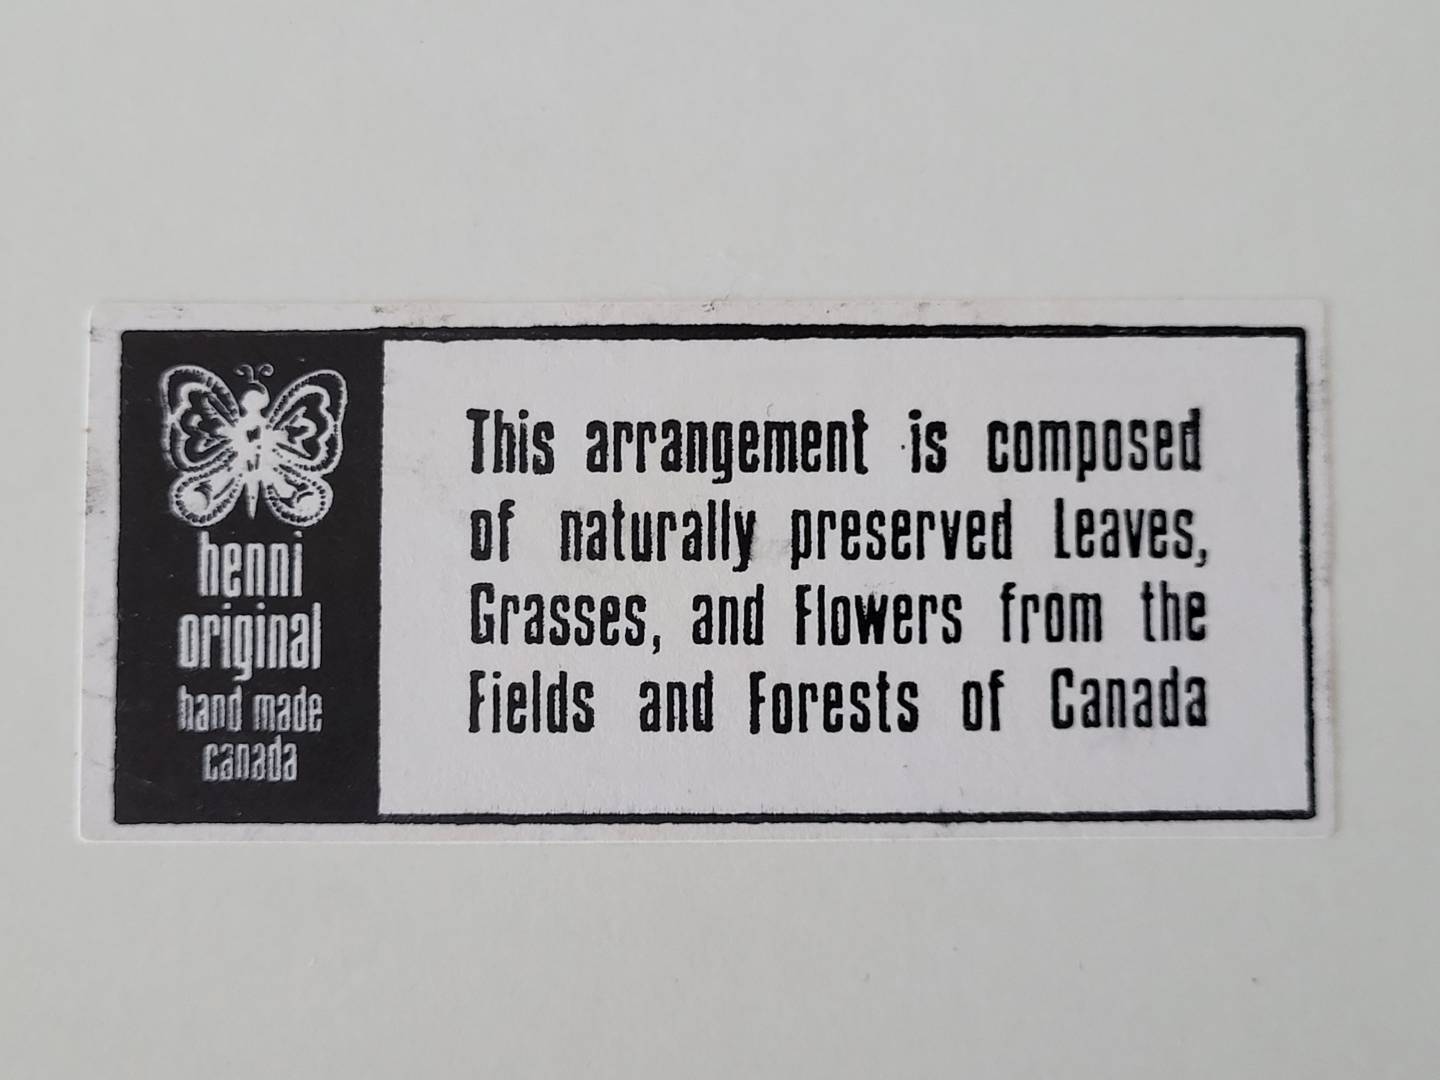 henni
original
hand made
canada
This arrangement is composed
of naturally preserved Leaves,
Grasses, and Flowers from the
Fields and Forests of Canada